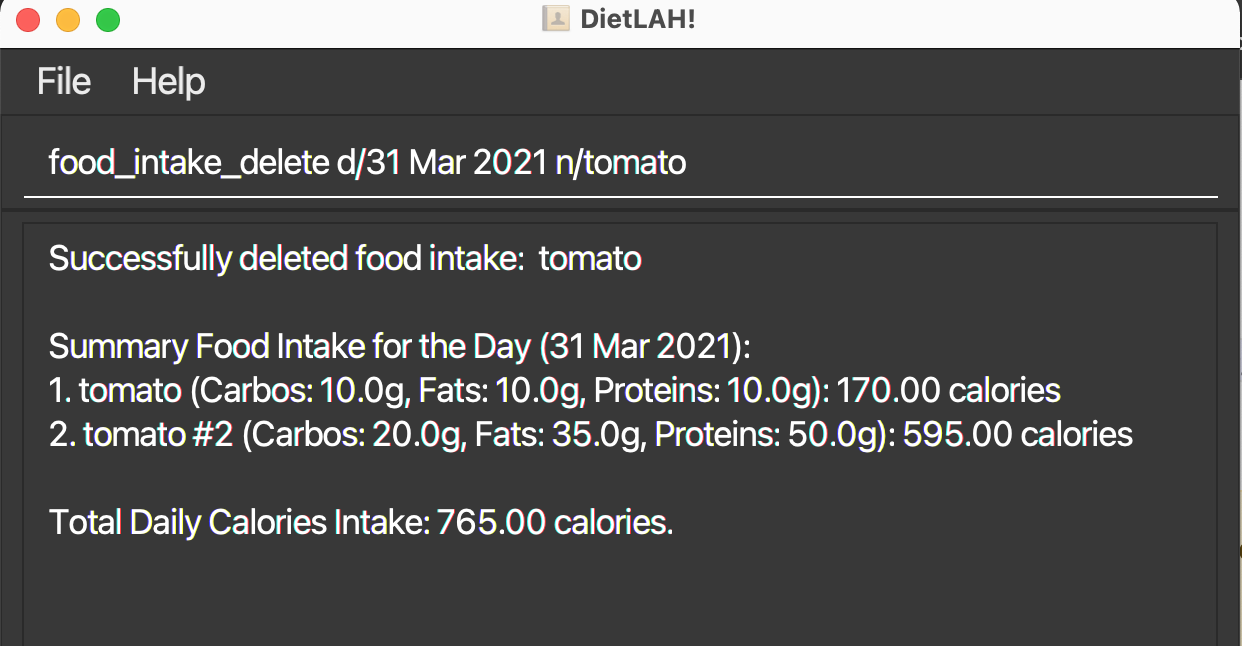 DietLAH!
File Help
food_intake_delete d/31 Mar 2021 n/tomato
Successfully deleted food intake:  tomato
Summary Food Intake for the Day (31 Mar 2021):
1. tomato (Carbos: 10.0g, Fats: 10.0g, Proteins: 10.0g): 170.00 calories
2. tomato #2 (Carbos: 20.0g, Fats: 35.0g, Proteins: 50.0g): 595.00 calories
Total Daily Calories Intake: 765.00 calories.